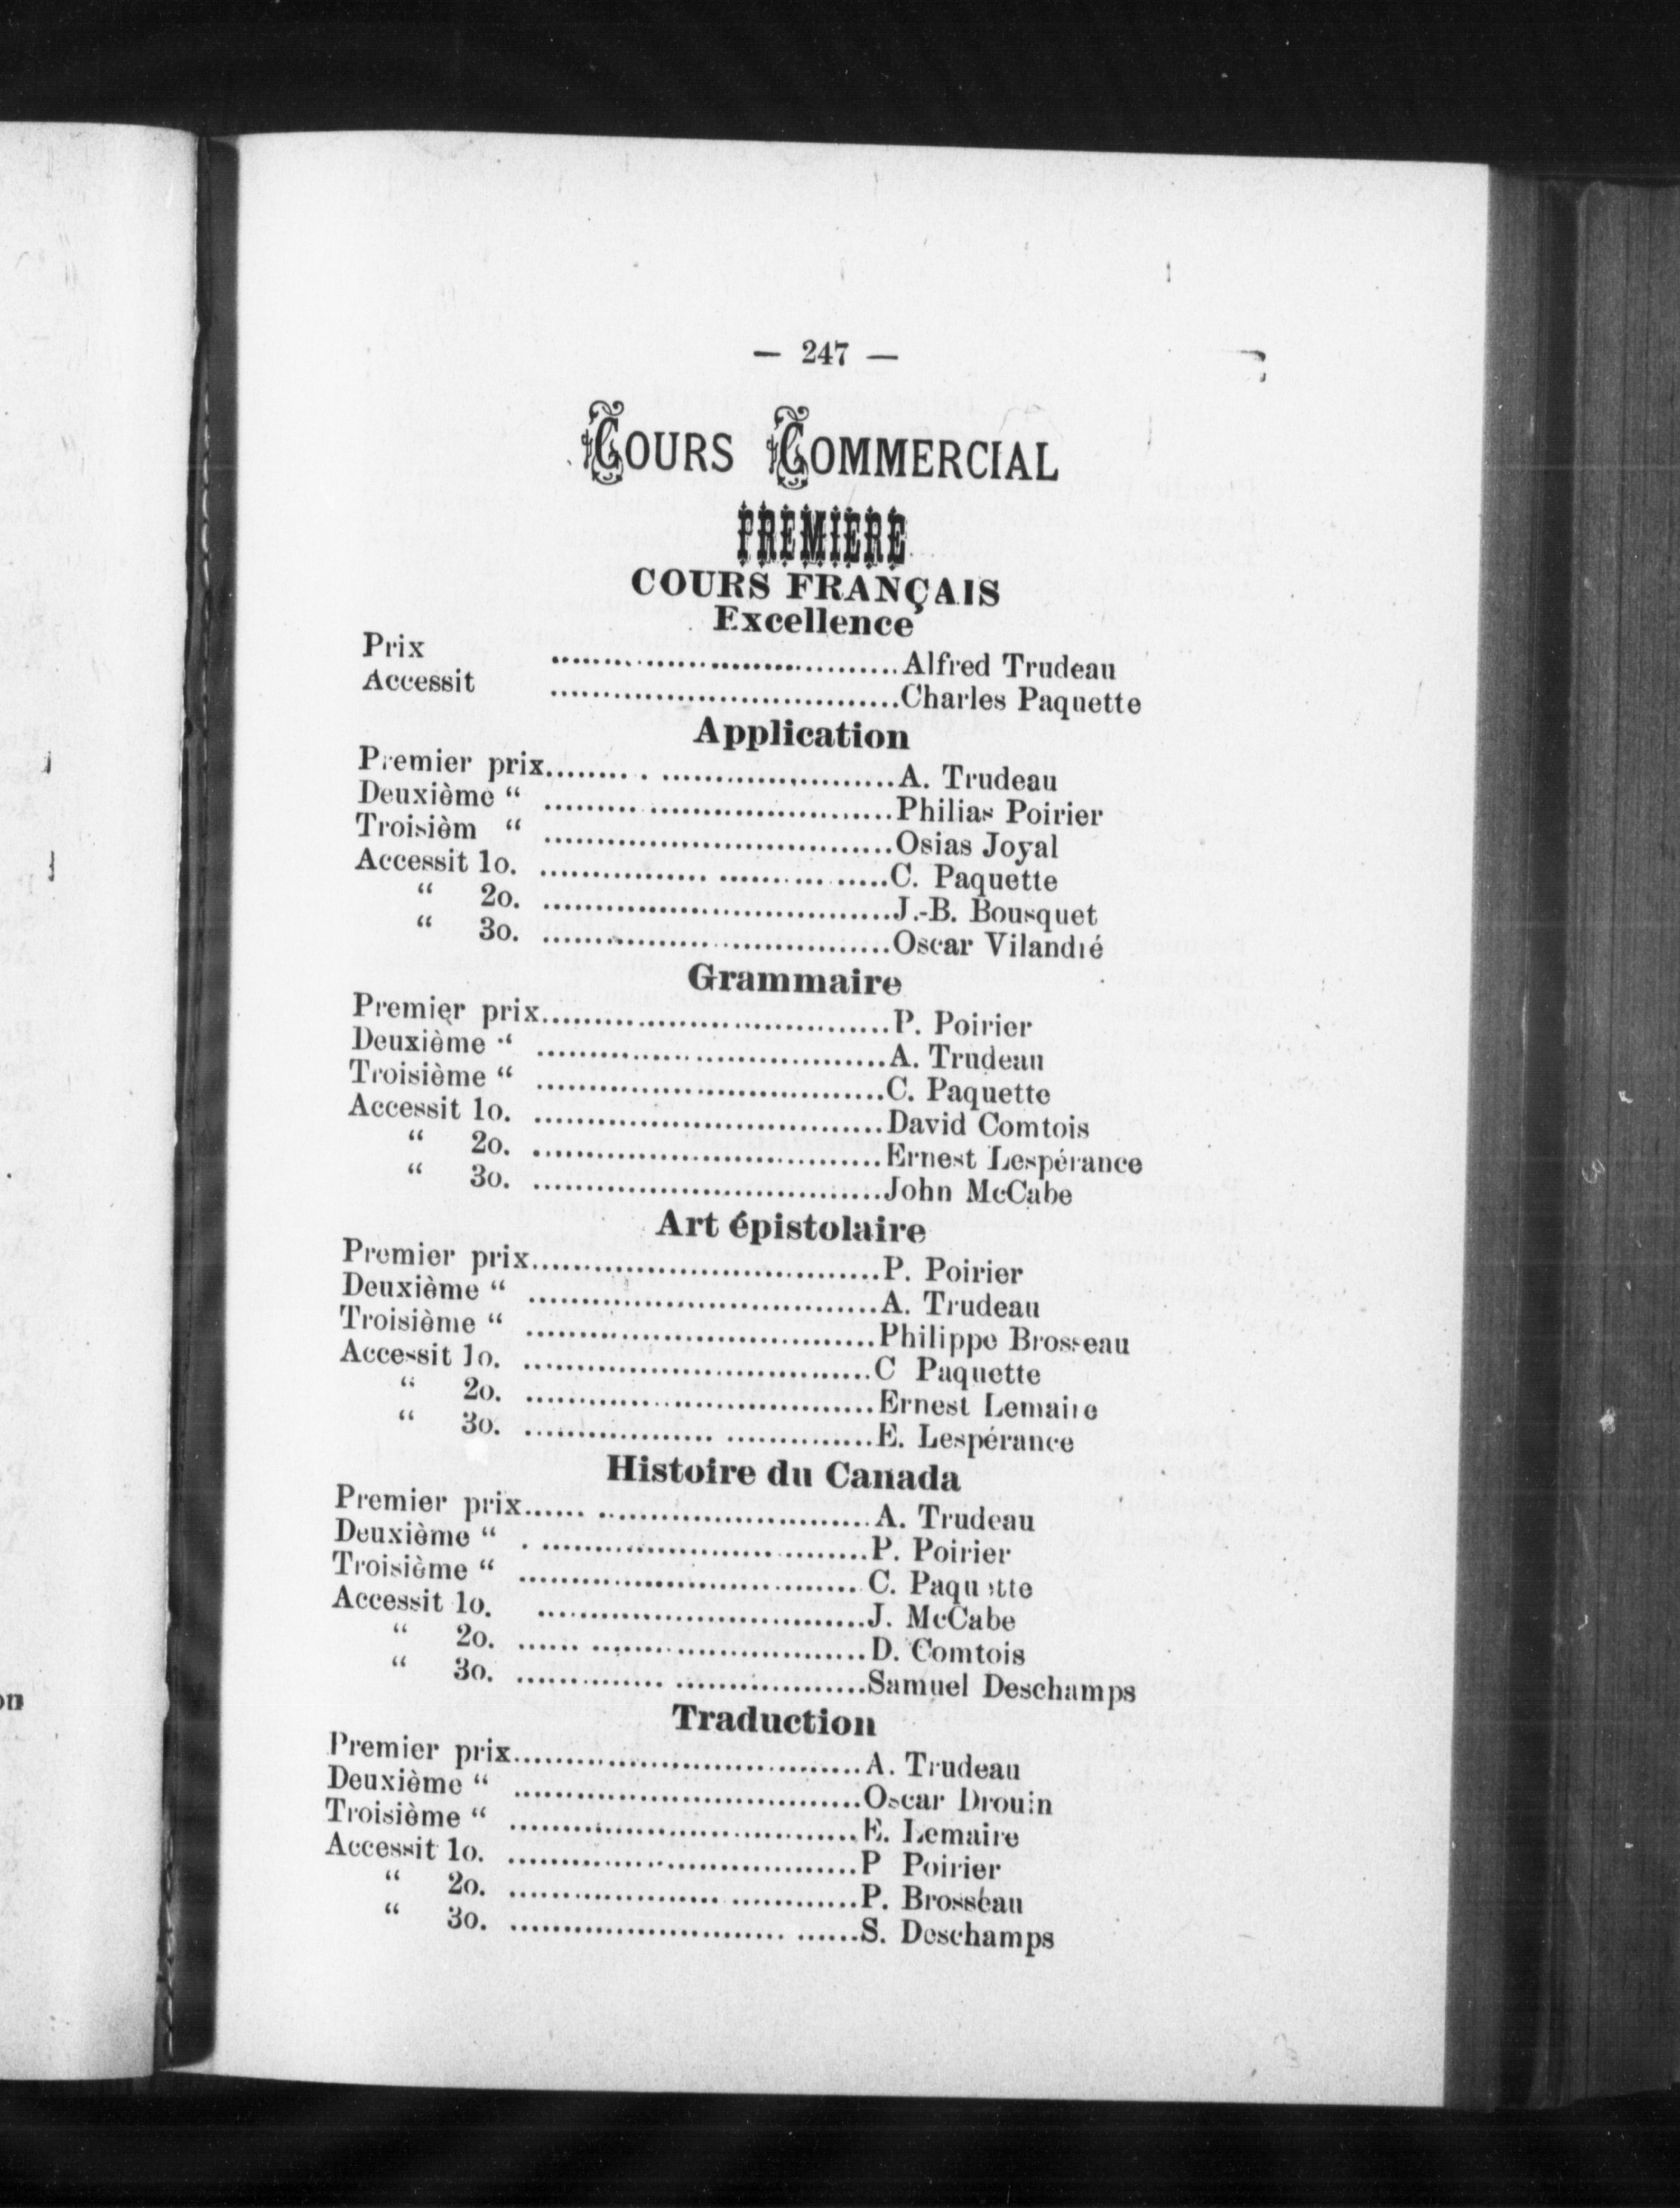 — 247 —
COURS COMMERCIAL
PREMIERE
COURS FRANÇAIS
Excellence
Prix ..................................Alfred Trudeau
Accessit ..................................Charles Paquette
Application
Premier prix..................................A. Trudeau
Deuxième “ ..................................Philias Poirier
Troisièm “ ..................................Osias Joyal
Accessit 1o. ..................................C. Paquette
“ 2o. ..................................J.-B. Bousquet
“ 3o. ..................................Oscar Vilandré
Grammaire
Premier prix..................................P. Poirier
Deuxième “ ..................................A. Trudeau
Troisième “ ..................................C. Paquette
Accessit 1o. ..................................David Comtois
“ 2o. ..................................Ernest Lespérance
“ 3o. ..................................John McCabe
Art épistolaire
Premier prix..................................P. Poirier
Deuxième “ ..................................A. Trudeau
Troisième “ ..................................Philippe Brosseau
Accessit 1o. ..................................C Paquette
“ 2o. ..................................Ernest Lemaire
“ 3o. ..................................E. Lespérance
Histoire du Canada
Premier prix..................................A. Trudeau
Deuxième “ ..................................P. Poirier
Troisième “ ..................................C. Paquette
Accessit 1o. ..................................J. McCabe
“ 2o. ..................................D. Comtois
“ 3o. ..................................Samuel Deschamps
Traduction
Premier prix..................................A. Trudeau
Deuxième “ ..................................Oscar Drouin
Troisième “ ..................................E. Lemaire
Accessit 1o. ..................................P Poirier
“ 2o. ..................................P. Brosseau
“ 3o. ..................................S. Deschamps